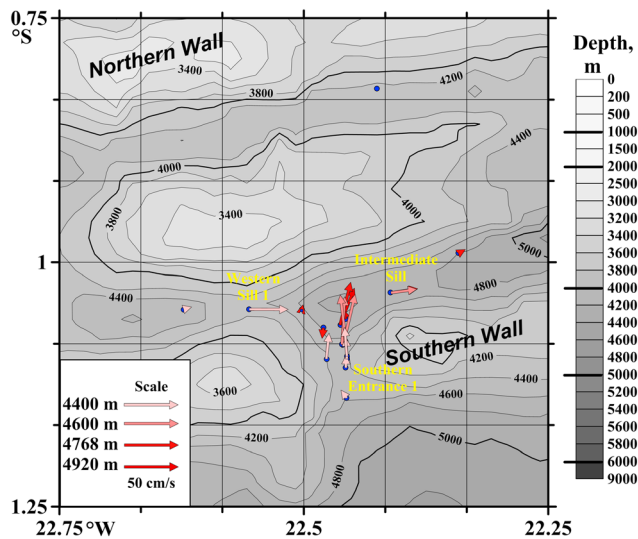 0.75
°S
Northern Wall
3400
3800
4200
Depth,
m
0
200
500
1000
2000
3000
3200
3400
3600
3800
4000
4200
4400
4600
4800
5000
5200
5400
5600
5800
6000
9000
4400
4000
3800
3400
4000
5000
1
Western
Sill 1
Intermediate
Sill
4800
4400
Southern Wall
4200
Southern
Entrance 1
4400
4600
3600
4200
5000
4800
Scale
4400 m
4600 m
4768 m
4920 m
50 cm/s
1.25
22.75 °W
22.5
22.25